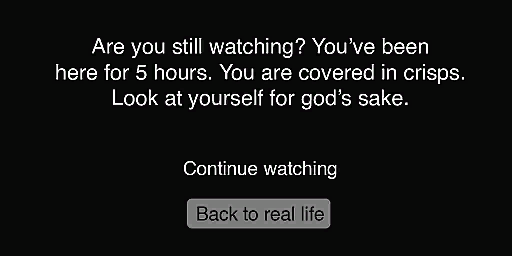 Are you still watching? You've been
here for 5 hours. You are covered in crisps.
Look at yourself for god's sake.
Continue watching
Back to real life